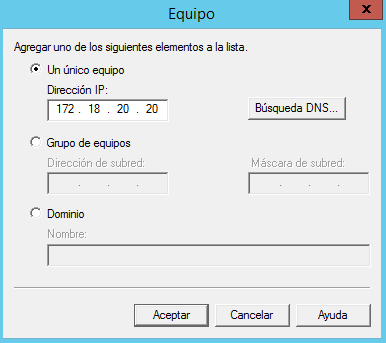 Equipo
x
Agregar uno de los siguientes elementos a la lista.
Un único equipo
Dirección IP:
172 . 18 . 20 . 20
Búsqueda DNS...
Grupo de equipos
Dirección de subred: Máscara de subred:
. . . . . .
Dominio
Nombre:
Aceptar Cancelar Ayuda